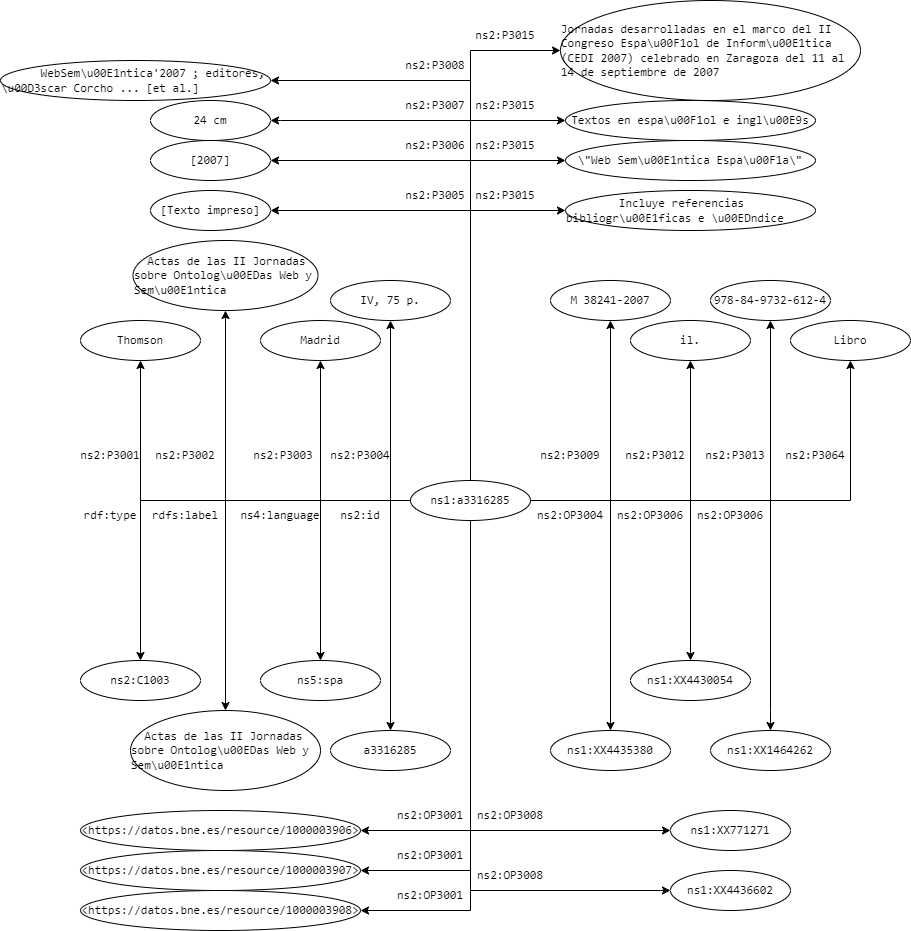 ns2:P3015
Jornadas desarrolladas en el marco del II
Congreso Espa\u00F1ol de Inform\u00E1tica
(CEDI 2007) celebrado en Zaragoza del 11 al
14 de septiembre de 2007
ns2:P3008
WebSem\u00E1ntica'2007 ; editores,
\u00D3scar Corcho ... [et al.]
ns2:P3007
ns2:P3015
24 cm
Textos en espa\u00F1ol e ingl\u00E9s
ns2:P3006
ns2:P3015
[2007]
\"Web Sem\u00E1ntica Espa\u00F1a\"
ns2:P3005
ns2:P3015
[Texto impreso]
Incluye referencias
bibliogr\u00E1ficas e \u00EDndice
Actas de las II Jornadas
sobre Ontolog\u00EDas Web y
Sem\u00E1ntica
IV, 75 p.
M 38241-2007
978-84-9732-612-4
Thomson
Madrid
il.
Libro
ns2:P3001
ns2:P3002
ns2:P3003
ns2:P3004
ns2:P3009
ns2:P3012
ns2:P3013
ns2:P3064
ns1:a3316285
rdf:type
rdfs:label
ns4:language
ns2:id
ns2:OP3004
ns2:OP3006
ns2:OP3006
ns2:C1003
ns5:spa
ns1:XX4430054
Actas de las II Jornadas
sobre Ontolog\u00EDas Web y
Sem\u00E1ntica
a3316285
ns1:XX4435380
ns1:XX1464262
ns2:OP3001
ns2:OP3008
<https://datos.bne.es/resource/1000003906>
ns1:XX771271
ns2:OP3001
<https://datos.bne.es/resource/1000003907>
ns2:OP3008
ns2:OP3001
ns1:XX4436602
<https://datos.bne.es/resource/1000003908>